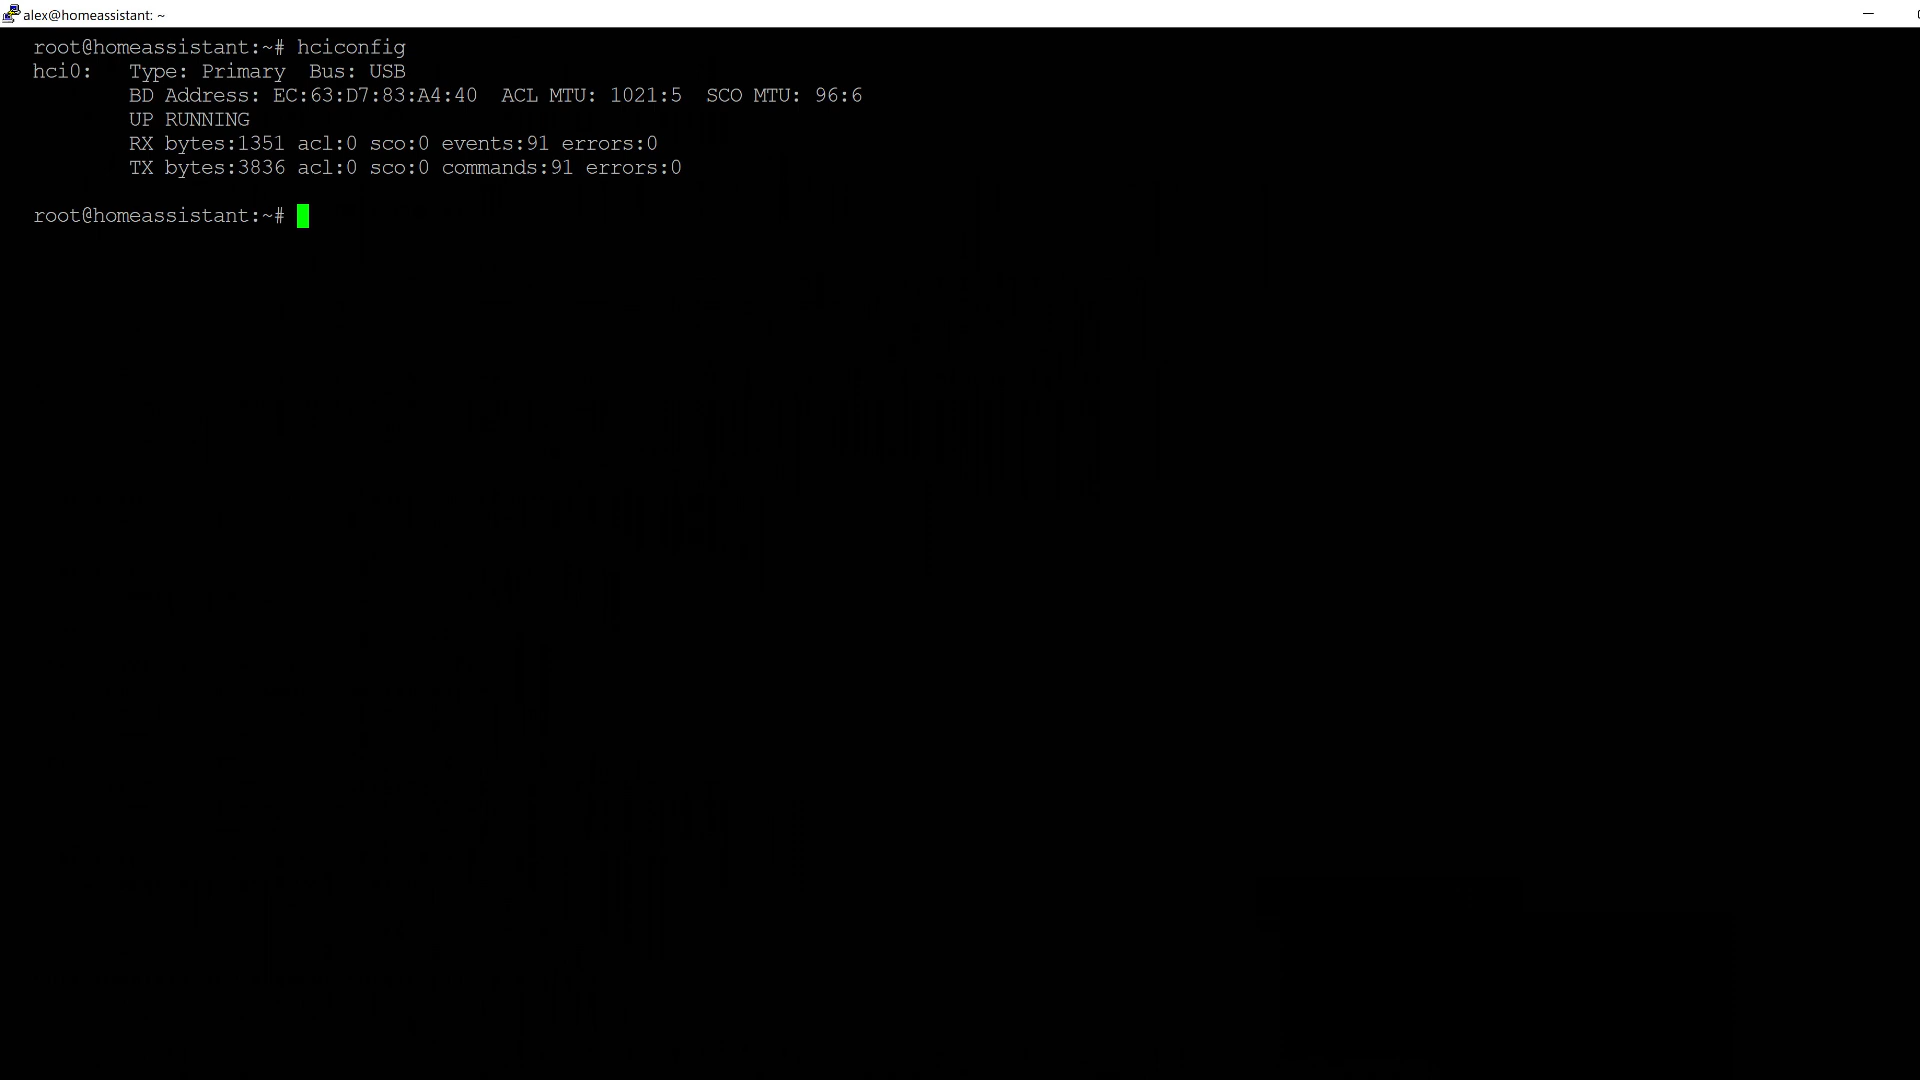 alex@homeassistant: ~
root@homeassistant:~# hciconfig
hci0:   Type: Primary  Bus: USB
        BD Address: EC:63:D7:83:A4:40  ACL MTU: 1021:5  SCO MTU: 96:6
        UP RUNNING
        RX bytes:1351 acl:0 sco:0 events:91 errors:0
        TX bytes:3836 acl:0 sco:0 commands:91 errors:0
root@homeassistant:~#